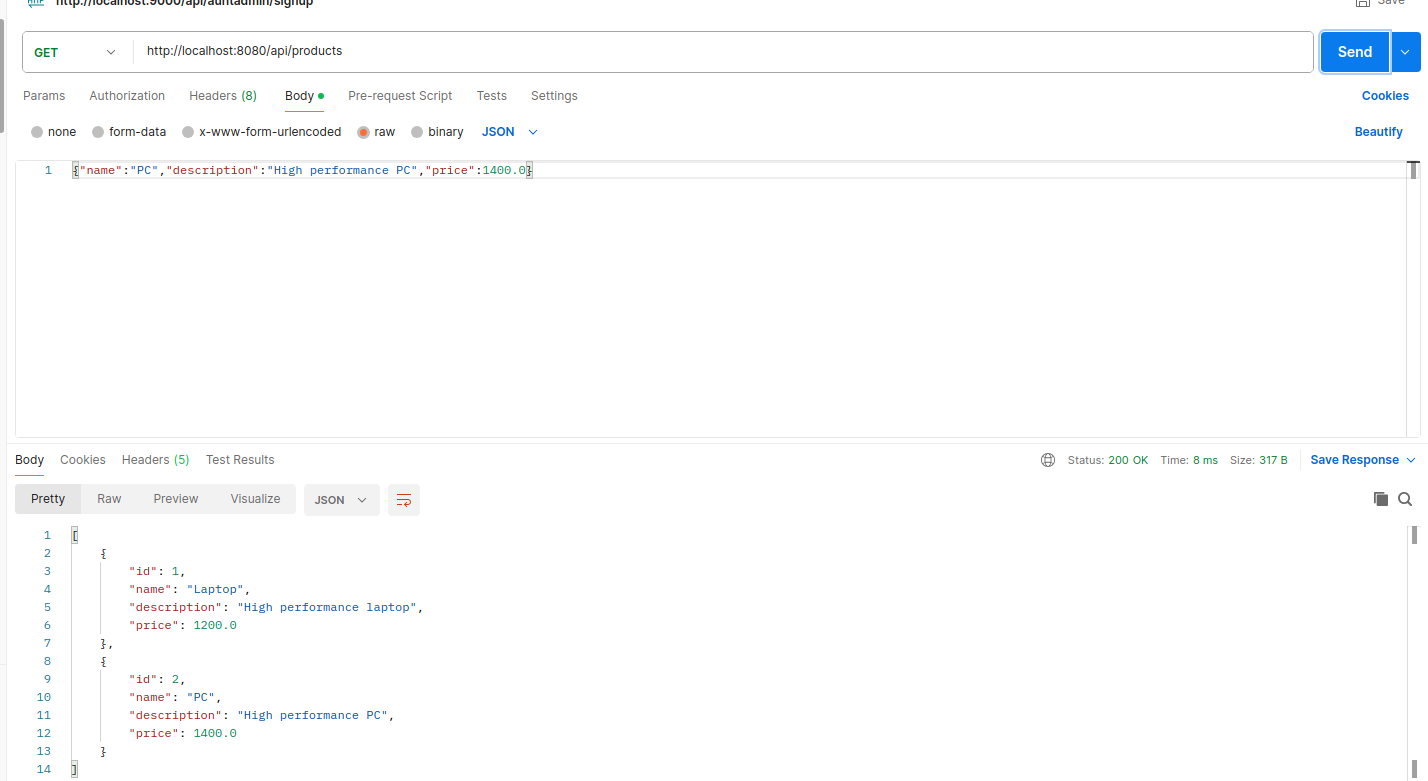 http://localhost:9000/api/auntadmin/signup
Save
GET http://localhost:8080/api/products Send
Params Authorization Headers (8) Body Pre-request Script Tests Settings Cookies
none form-data x-www-form-urlencoded raw binary JSON Beautify
1 {"name":"PC","description":"High performance PC","price":1400.0}
Body Cookies Headers (5) Test Results Status: 200 OK Time: 8 ms Size: 317 B Save Response
Pretty Raw Preview Visualize JSON
1 [
2 {
3 "id": 1,
4 "name": "Laptop",
5 "description": "High performance laptop",
6 "price": 1200.0
7 },
8 {
9 "id": 2,
10 "name": "PC",
11 "description": "High performance PC",
12 "price": 1400.0
13 }
14 ]